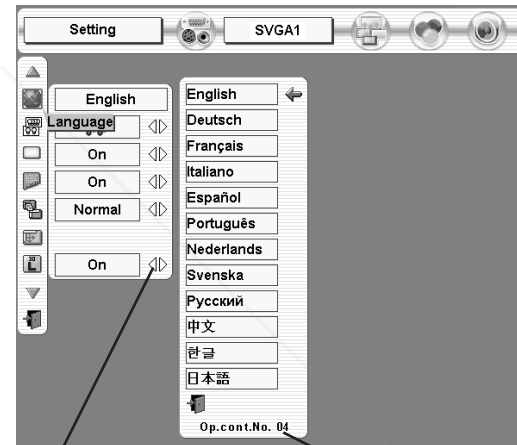 Setting
SVGA1
English
Language
On
On
Normal
On
English
Deutsch
Français
Italiano
Español
Português
Nederlands
Svenska
Русский
中文
한글
日本語
Op.cont.No. 04